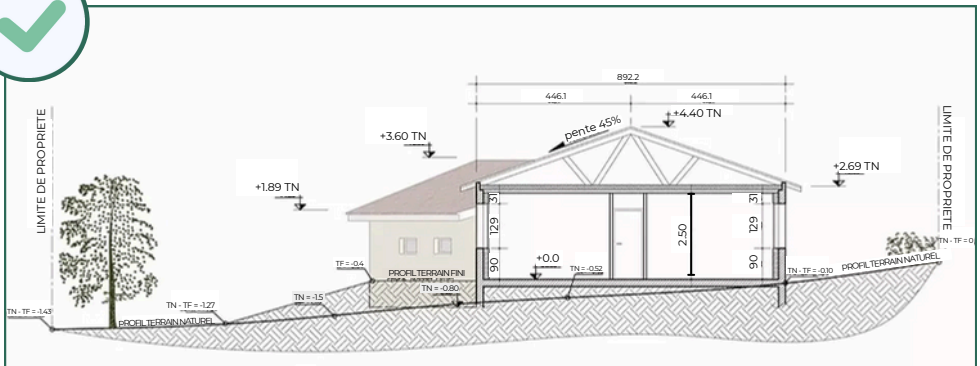 892.2
446.1
446.1
LIMITE DE PROPRIETE
LIMITE DE PROPRIETE
+4.40 TN
pente 45%
+3.60 TN
+2.69 TN
+1.89 TN
31
31
129
129
2.50
90
90
+0.0
TN = -0.52
TF = -0.4
PROFIL TERRAIN FINI
TN = -0.80
TN - TF = 0
PROFIL TERRAIN NATUREL
TN - TF = -0.10
TN = -1.5
TN - TF = -1.27
TN - TF = -1.43
PROFIL TERRAIN NATUREL